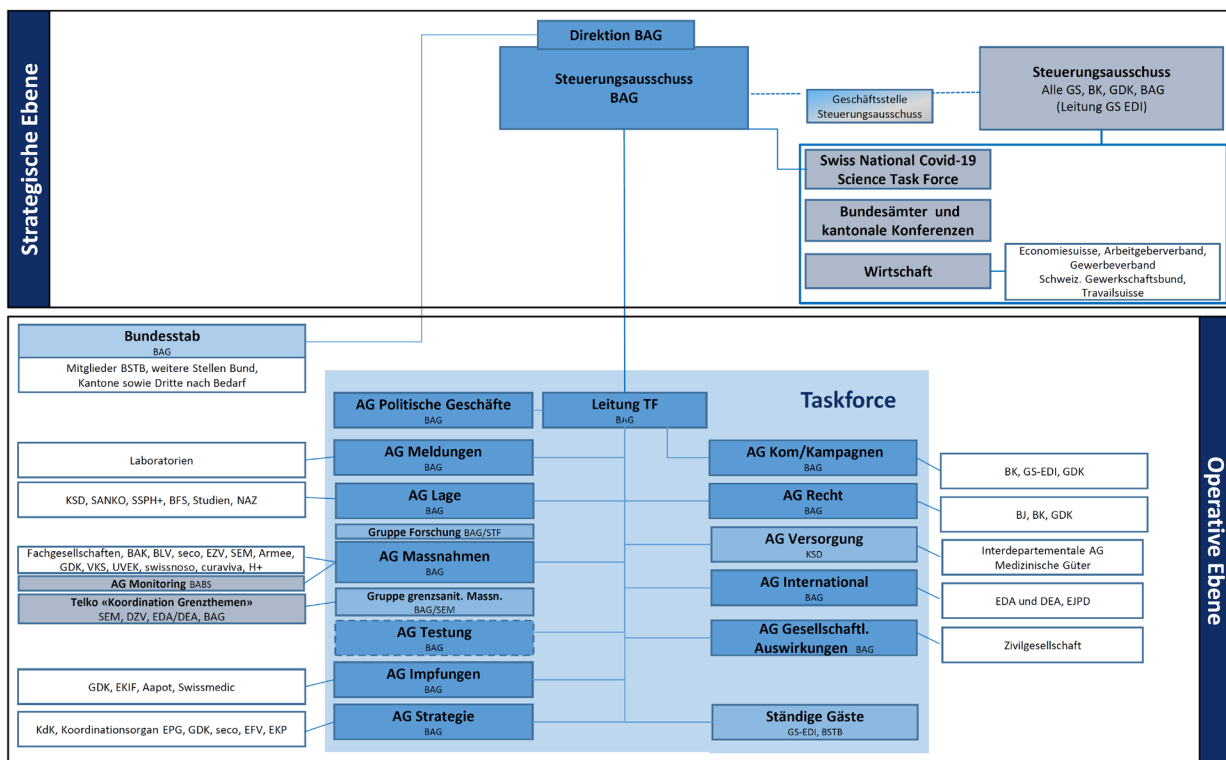 Strategische Ebene
Direktion BAG
Steuerungsausschuss
BAG
Geschäftsstelle
Steuerungsausschuss
Steuerungsausschuss
Alle GS, BK, GDK, BAG
(Leitung GS EDI)
Swiss National Covid-19
Science Task Force
Bundesämter und
kantonale Konferenzen
Wirtschaft
Economiesuisse, Arbeitgeberverband,
Gewerbeverband
Schweiz. Gewerkschaftsbund,
Travailsuisse
Operative Ebene
Bundesstab
BAG
Mitglieder BSTB, weitere Stellen Bund,
Kantone sowie Dritte nach Bedarf
Taskforce
AG Politische Geschäfte
BAG
Leitung TF
BAG
Laboratorien
AG Meldungen
BAG
KSD, SANKO, SSPH+, BFS, Studien, NAZ
AG Lage
BAG
Gruppe Forschung BAG/STF
Fachgesellschaften, BAK, BLV, seco, EZV, SEM, Armee,
GDK, VKS, UVEK, swissnoso, curaviva, H+
AG Monitoring BABS
AG Massnahmen
BAG
Telko «Koordination Grenzthemen»
SEM, DZV, EDA/DEA, BAG
Gruppe grenzsanit. Massn.
BAG/SEM
AG Testung
BAG
GDK, EKIF, Aapot, Swissmedic
AG Impfungen
BAG
KdK, Koordinationsorgan EPG, GDK, seco, EFV, EKP
AG Strategie
BAG
AG Kom/Kampagnen
BAG
BK, GS-EDI, GDK
AG Recht
BAG
BJ, BK, GDK
AG Versorgung
KSD
Interdepartementale AG
Medizinische Güter
AG International
BAG
EDA und DEA, EJPD
AG Gesellschaftl.
Auswirkungen BAG
Zivilgesellschaft
Ständige Gäste
GS-EDI, BSTB